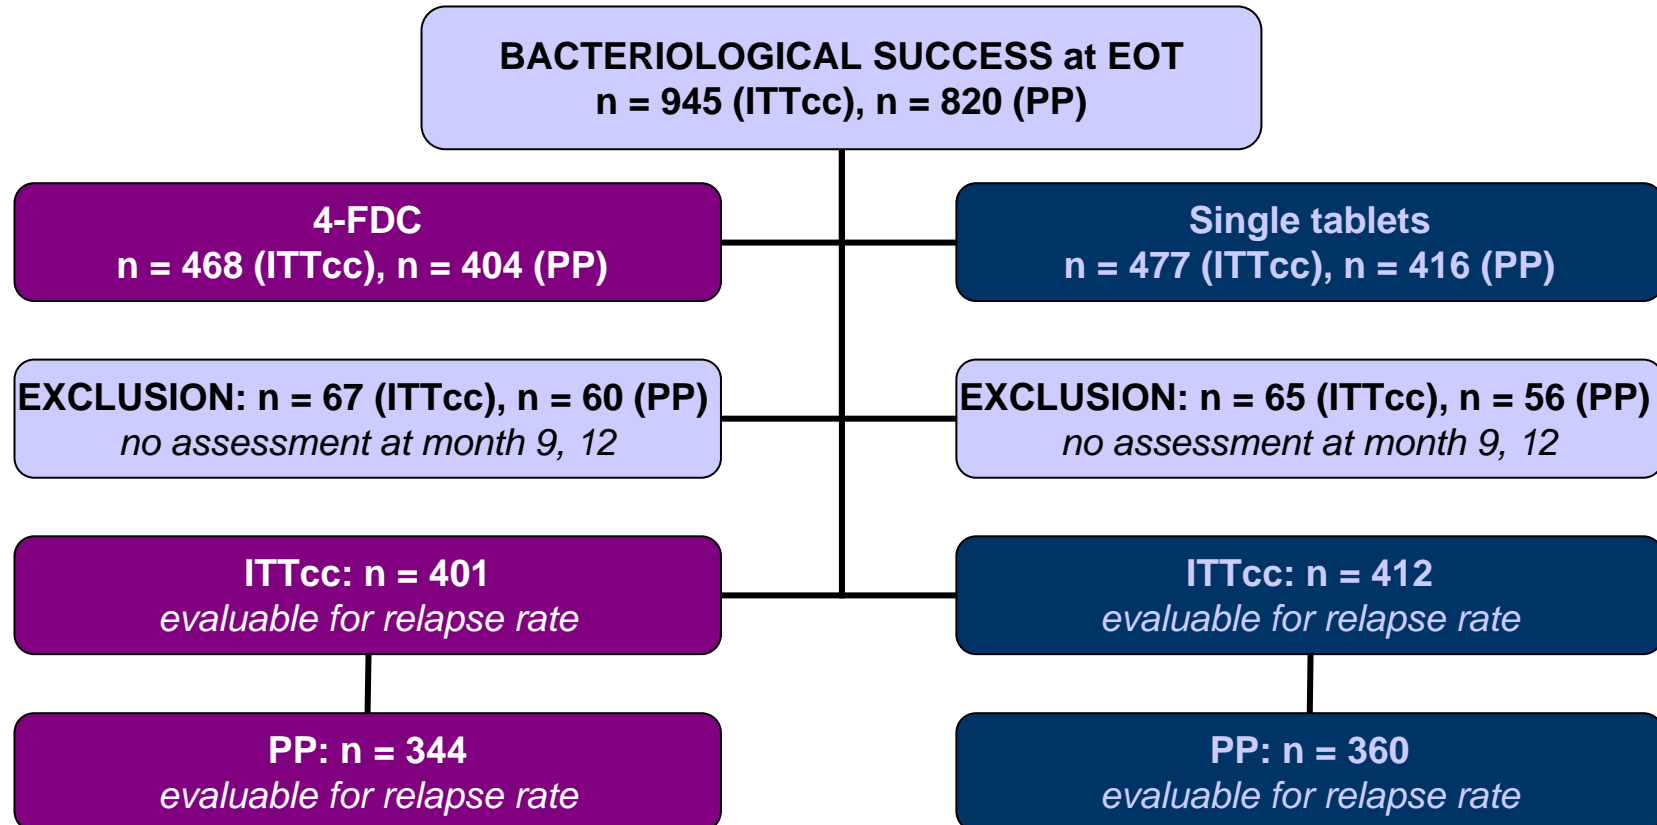 BACTERIOLOGICAL SUCCESS at EOT
n = 945 (ITTcc), n = 820 (PP)
4-FDC
n = 468 (ITTcc), n = 404 (PP)
Single tablets
n = 477 (ITTcc), n = 416 (PP)
EXCLUSION: n = 67 (ITTcc), n = 60 (PP)
no assessment at month 9, 12
EXCLUSION: n = 65 (ITTcc), n = 56 (PP)
no assessment at month 9, 12
ITTcc: n = 401
evaluable for relapse rate
ITTcc: n = 412
evaluable for relapse rate
PP: n = 344
evaluable for relapse rate
PP: n = 360
evaluable for relapse rate